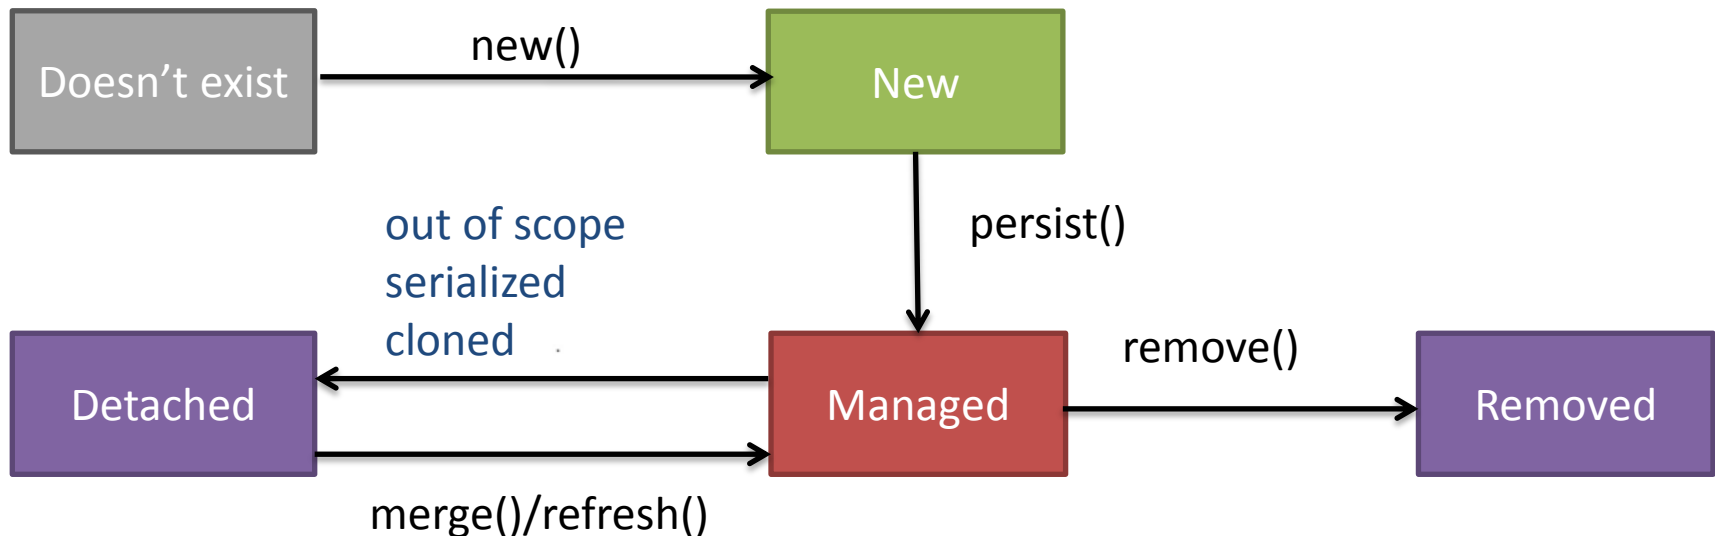 Doesn't exist
new()
New
out of scope
serialized
cloned
persist()
Detached
Managed
remove()
Removed
merge()/refresh()